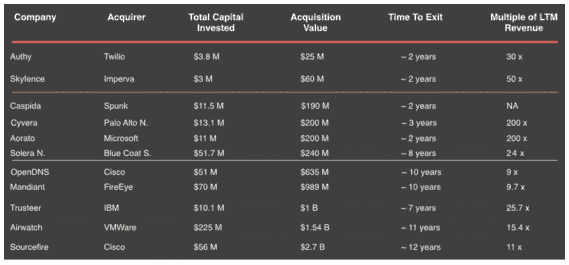 Company Acquirer Total Capital Invested Acquisition Value Time To Exit Multiple of LTM Revenue
Authy Twilio $3.8 M $25 M ~ 2 years 30 x
Skyfence Imperva $3 M $60 M ~ 2 years 50 x
Caspida Spunk $11.5 M $190 M ~ 2 years NA
Cyvera Palo Alto N. $13.1 M $200 M ~ 3 years 200 x
Aorato Microsoft $11 M $200 M ~ 2 years 200 x
Solera N. Blue Coat S. $51.7 M $240 M ~ 8 years 24 x
OpenDNS Cisco $51 M $635 M ~ 10 years 9 x
Mandiant FireEye $70 M $989 M ~ 10 years 9.7 x
Trusteer IBM $10.1 M $1 B ~ 7 years 25.7 x
Airwatch VMWare $225 M $1.54 B ~ 11 years 15.4 x
Sourcefire Cisco $56 M $2.7 B ~ 12 years 11 x